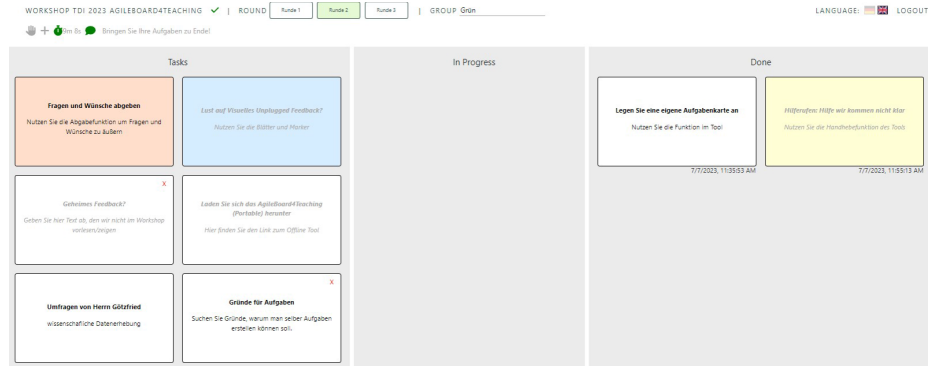 WORKSHOP TDI 2023 AGILEBOARD4TEACHING | ROUND Runde 1 Runde 2 Runde 3 | GROUP Grün LANGUAGE: LOGOUT
9m 8s Bringen Sie Ihre Aufgaben zu Ende!
Tasks
Fragen und Wünsche abgeben
Nutzen Sie die Abgabefunktion um Fragen und
Wünsche zu äußern
Lust auf Visuelles Unplugged Feedback?
Nutzen Sie die Blätter und Marker
X
Geheimes Feedback?
Geben Sie hier Text ab, den wir nicht im Workshop
vorlesen/zeigen
Laden Sie sich das AgileBoard4Teaching
(Portable) herunter
Hier finden Sie den Link zum Offline Tool
Umfragen von Herrn Götzfried
wissenschafliche Datenerhebung
X
Gründe für Aufgaben
Suchen Sie Gründe, warum man selber Aufgaben
erstellen können soll.
In Progress
Done
Legen Sie eine eigene Aufgabenkarte an
Nutzen Sie die Funktion im Tool
7/7/2023, 11:35:53 AM
Hilferufen: Hilfe wir kommen nicht klar
Nutzen Sie die Handhebefunktion des Tools
7/7/2023, 11:55:13 AM